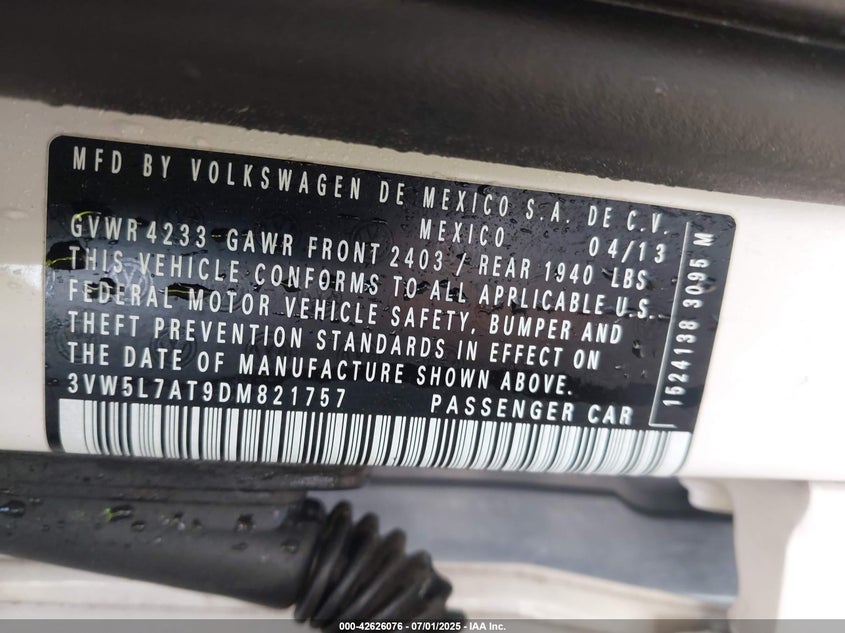 MFD BY VOLKSWAGEN DE MEXICO S.A. DE C.V.
MEXICO 04/13
GVWR 4233 GAWR FRONT 2403 / REAR 1940 LBS
THIS VEHICLE CONFORMS TO ALL APPLICABLE U.S.
FEDERAL MOTOR VEHICLE SAFETY, BUMPER AND
THEFT PREVENTION STANDARDS IN EFFECT ON
THE DATE OF MANUFACTURE SHOWN ABOVE.
3VW5L7AT9DM821757 PASSENGER CAR
1524138 3095 M
000-42626076 - 07/01/2025 - IAA Inc.